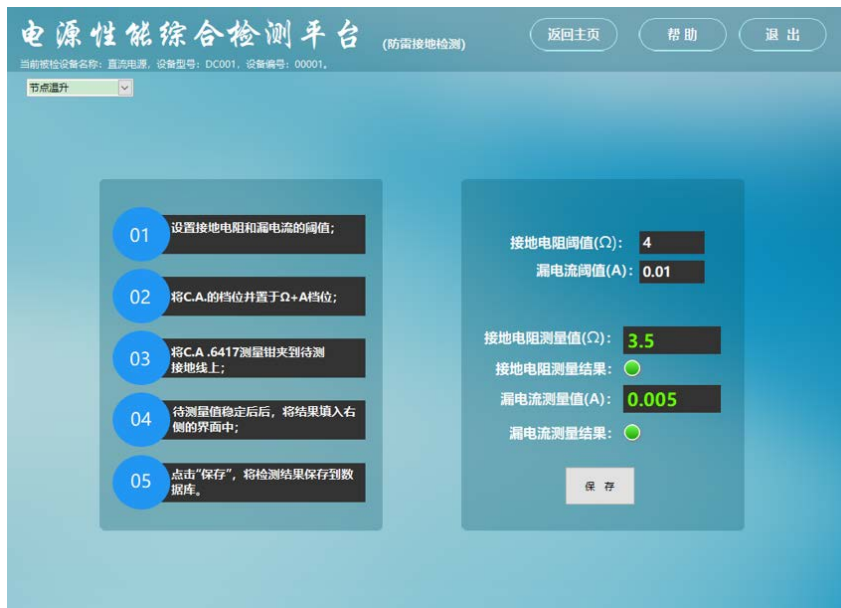 电源性能综合检测平台
(防雷接地检测)
返回主页
帮 助
退 出
当前被检设备名称：直流电源，设备型号：DC001，设备编号：00001。
节点温升
01
设置接地电阻和漏电流的阈值；
02
将C.A.的档位并置于Ω+A档位；
03
将C.A .6417测量钳夹到待测
接地线上；
04
待测量值稳定后后，将结果填入右
侧的界面中；
05
点击“保存”，将检测结果保存到数
据库。
接地电阻阈值(Ω)： 4
漏电流阈值(A)： 0.01
接地电阻测量值(Ω)： 3.5
接地电阻测量结果：
漏电流测量值(A)： 0.005
漏电流测量结果：
保 存